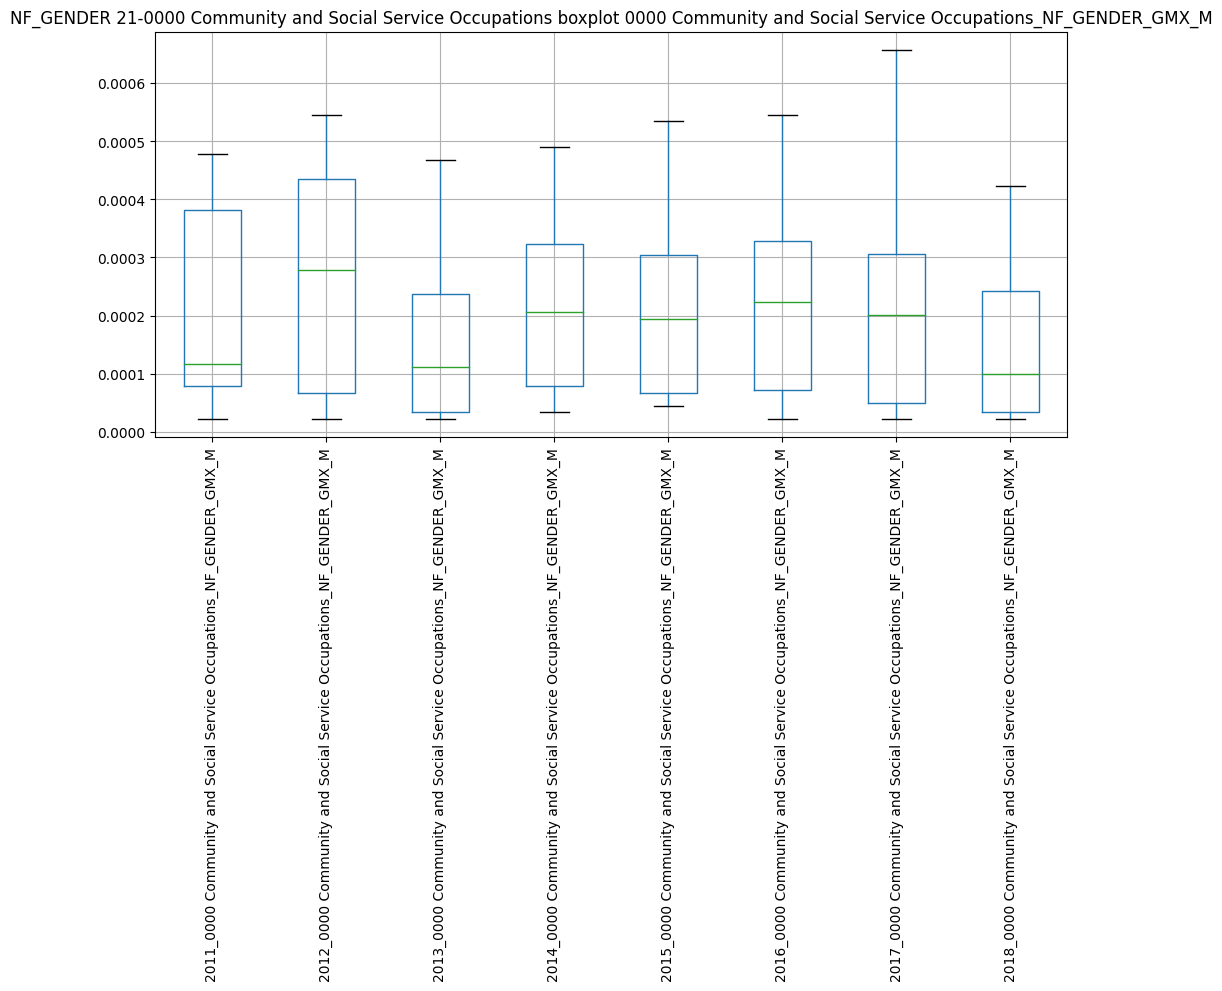 NF_GENDER 21-0000 Community and Social Service Occupations boxplot 0000 Community and Social Service Occupations_NF_GENDER_GMX_M
0.0006
0.0005
0.0004
0.0003
0.0002
0.0001
0.0000
2011_0000 Community and Social Service Occupations_NF_GENDER_GMX_M
2012_0000 Community and Social Service Occupations_NF_GENDER_GMX_M
2013_0000 Community and Social Service Occupations_NF_GENDER_GMX_M
2014_0000 Community and Social Service Occupations_NF_GENDER_GMX_M
2015_0000 Community and Social Service Occupations_NF_GENDER_GMX_M
2016_0000 Community and Social Service Occupations_NF_GENDER_GMX_M
2017_0000 Community and Social Service Occupations_NF_GENDER_GMX_M
2018_0000 Community and Social Service Occupations_NF_GENDER_GMX_M